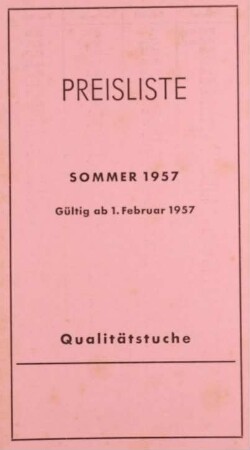 PREISLISTE
SOMMER 1957
Gültig ab 1. Februar 1957
Qualitätstuche